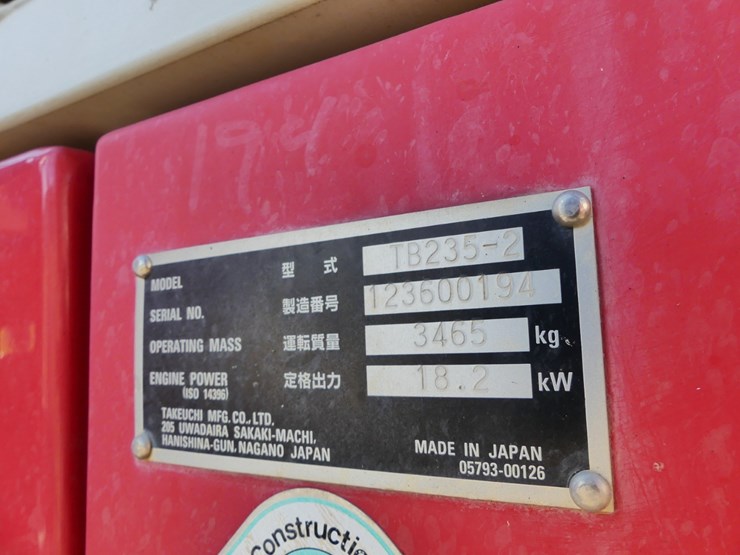 194
MODEL 型式 TB235-2
SERIAL NO. 製造番号 123600194
OPERATING MASS 運転質量 3465 kg
ENGINE POWER 定格出力 18.2 kW
(ISO 14396)
TAKEUCHI MFG.CO.,LTD.
205 UWADAIRA SAKAKI-MACHI,
HANISHINA-GUN, NAGANO JAPAN
MADE IN JAPAN
05793-00126